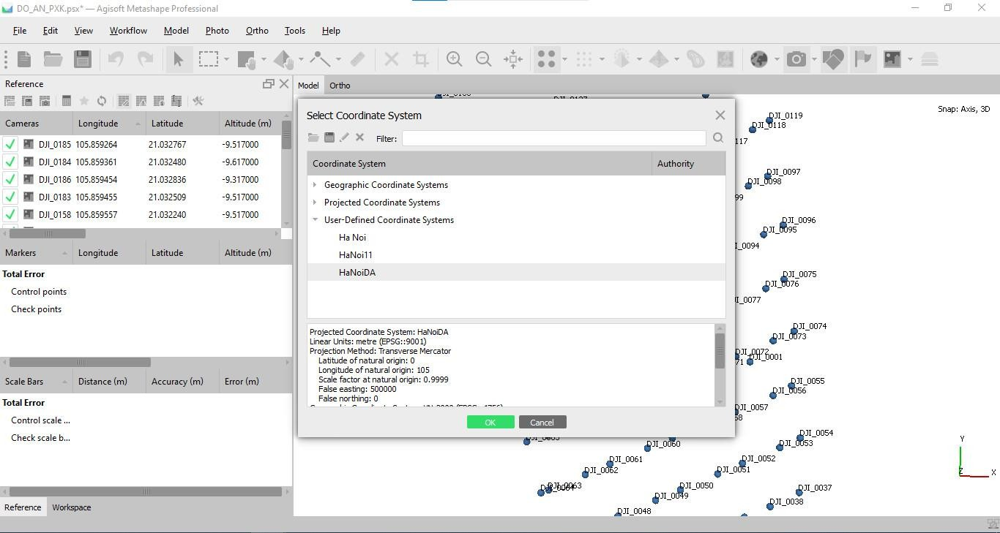 DO_AN_PXK.psx* — Agisoft Metashape Professional
File Edit View Workflow Model Photo Ortho Tools Help
Reference
Model Ortho
Snap: Axis, 3D
Cameras Longitude Latitude Altitude (m)
DJI_0185 105.859264 21.032767 -9.517000
DJI_0184 105.859361 21.032480 -9.617000
DJI_0186 105.859454 21.032836 -9.317000
DJI_0183 105.859455 21.032509 -9.517000
DJI_0158 105.859557 21.032240 -9.517000
Markers Longitude Latitude Altitude (m)
Total Error
Control points
Check points
Scale Bars Distance (m) Accuracy (m) Error (m)
Total Error
Control scale ...
Check scale b...
Reference Workspace
Select Coordinate System
Filter:
Coordinate System Authority
Geographic Coordinate Systems
Projected Coordinate Systems
User-Defined Coordinate Systems
Ha Noi
HaNoi11
HaNoiDA
Projected Coordinate System: HaNoiDA
Linear Units: metre (EPSG::9001)
Projection Method: Transverse Mercator
Latitude of natural origin: 0
Longitude of natural origin: 105
Scale factor at natural origin: 0.9999
False easting: 500000
False northing: 0
OK Cancel
DJI_0119
DJI_0118
117
DJI_0097
DJI_0098
99
DJI_0096
DJI_0095
I_0094
DJI_0075
DJI_0076
I_0077
DJI_0074
DJI_0073
DJI_0072
71 DJI_0001
DJI_0055
DJI_0056
DJI_0057
58
DJI_0054
DJI_0053
DJI_0060
DJI_0052
DJI_0061
DJI_0051
DJI_0062
DJI_0050
DJI_0063
DJI_0064
DJI_0049
DJI_0037
DJI_0038
DJI_0048
Y
Z X